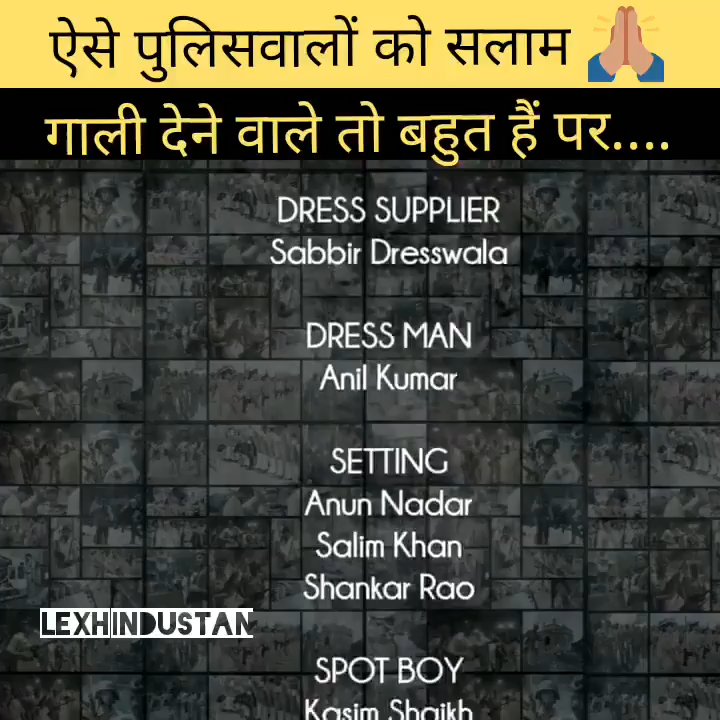 ऐसे पुलिसवालों को सलाम 🙏
गाली देने वाले तो बहुत हैं पर....
DRESS SUPPLIER
Sabbir Dresswala
DRESS MAN
Anil Kumar
SETTING
Anun Nadar
Salim Khan
Shankar Rao
LEXHINDUSTAN
SPOT BOY
Kasim Shaikh